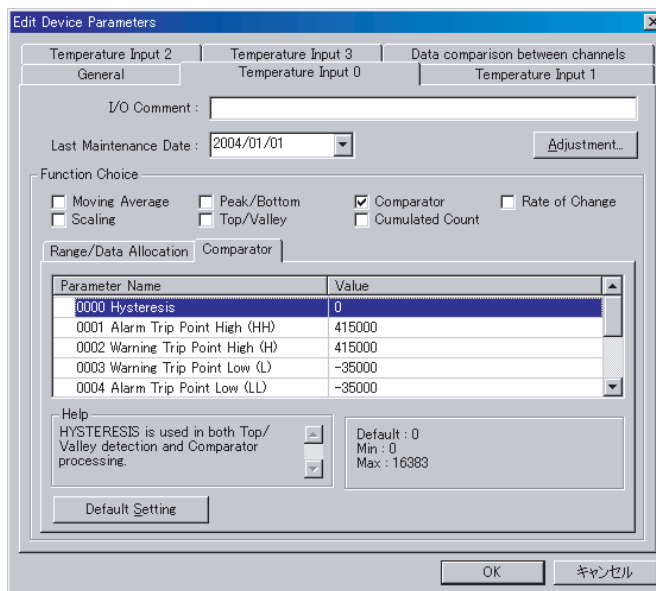 Edit Device Parameters
Temperature Input 2
Temperature Input 3
Data comparison between channels
General
Temperature Input 0
Temperature Input 1
I/O Comment :
Last Maintenance Date : 2004/01/01
Adjustment...
Function Choice
Moving Average
Peak/Bottom
Comparator
Rate of Change
Scaling
Top/Valley
Cumulated Count
Range/Data Allocation
Comparator
Parameter Name Value
0000 Hysteresis 0
0001 Alarm Trip Point High (HH) 415000
0002 Warning Trip Point High (H) 415000
0003 Warning Trip Point Low (L) -35000
0004 Alarm Trip Point Low (LL) -35000
Help
HYSTERESIS is used in both Top/
Valley detection and Comparator
processing.
Default : 0
Min : 0
Max : 16383
Default Setting
OK
キャンセル